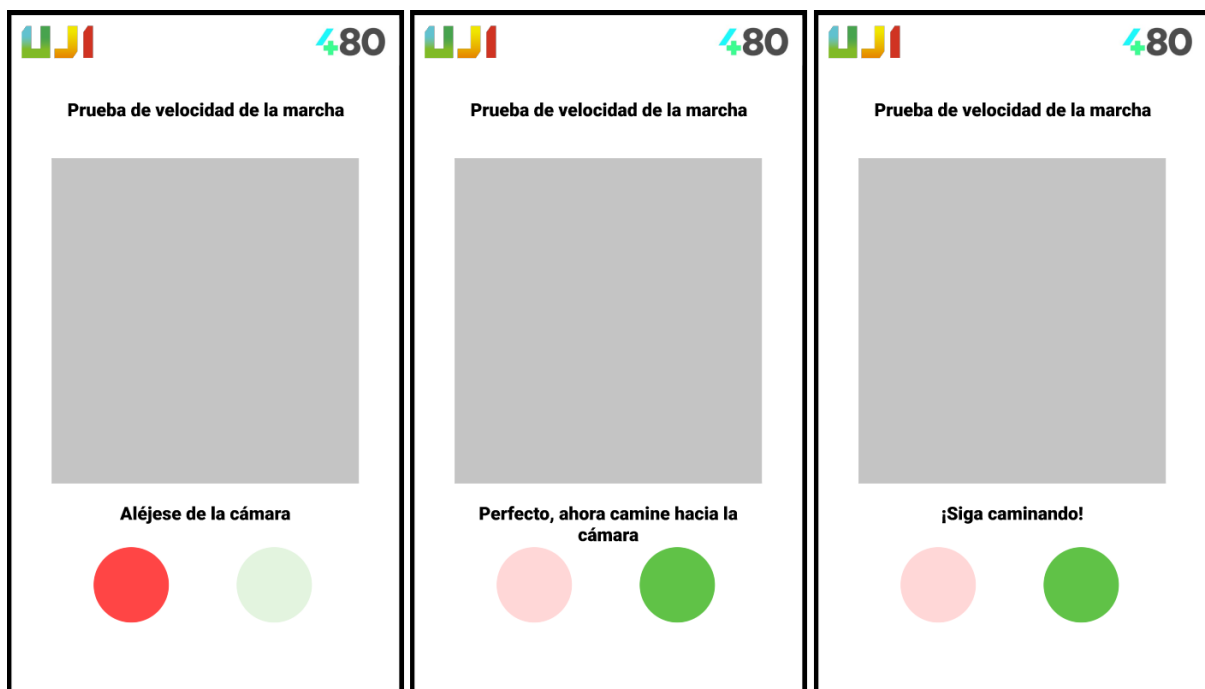 UJI 480
Prueba de velocidad de la marcha
Aléjese de la cámara
UJI 480
Prueba de velocidad de la marcha
Perfecto, ahora camine hacia la
cámara
UJI 480
Prueba de velocidad de la marcha
¡Siga caminando!